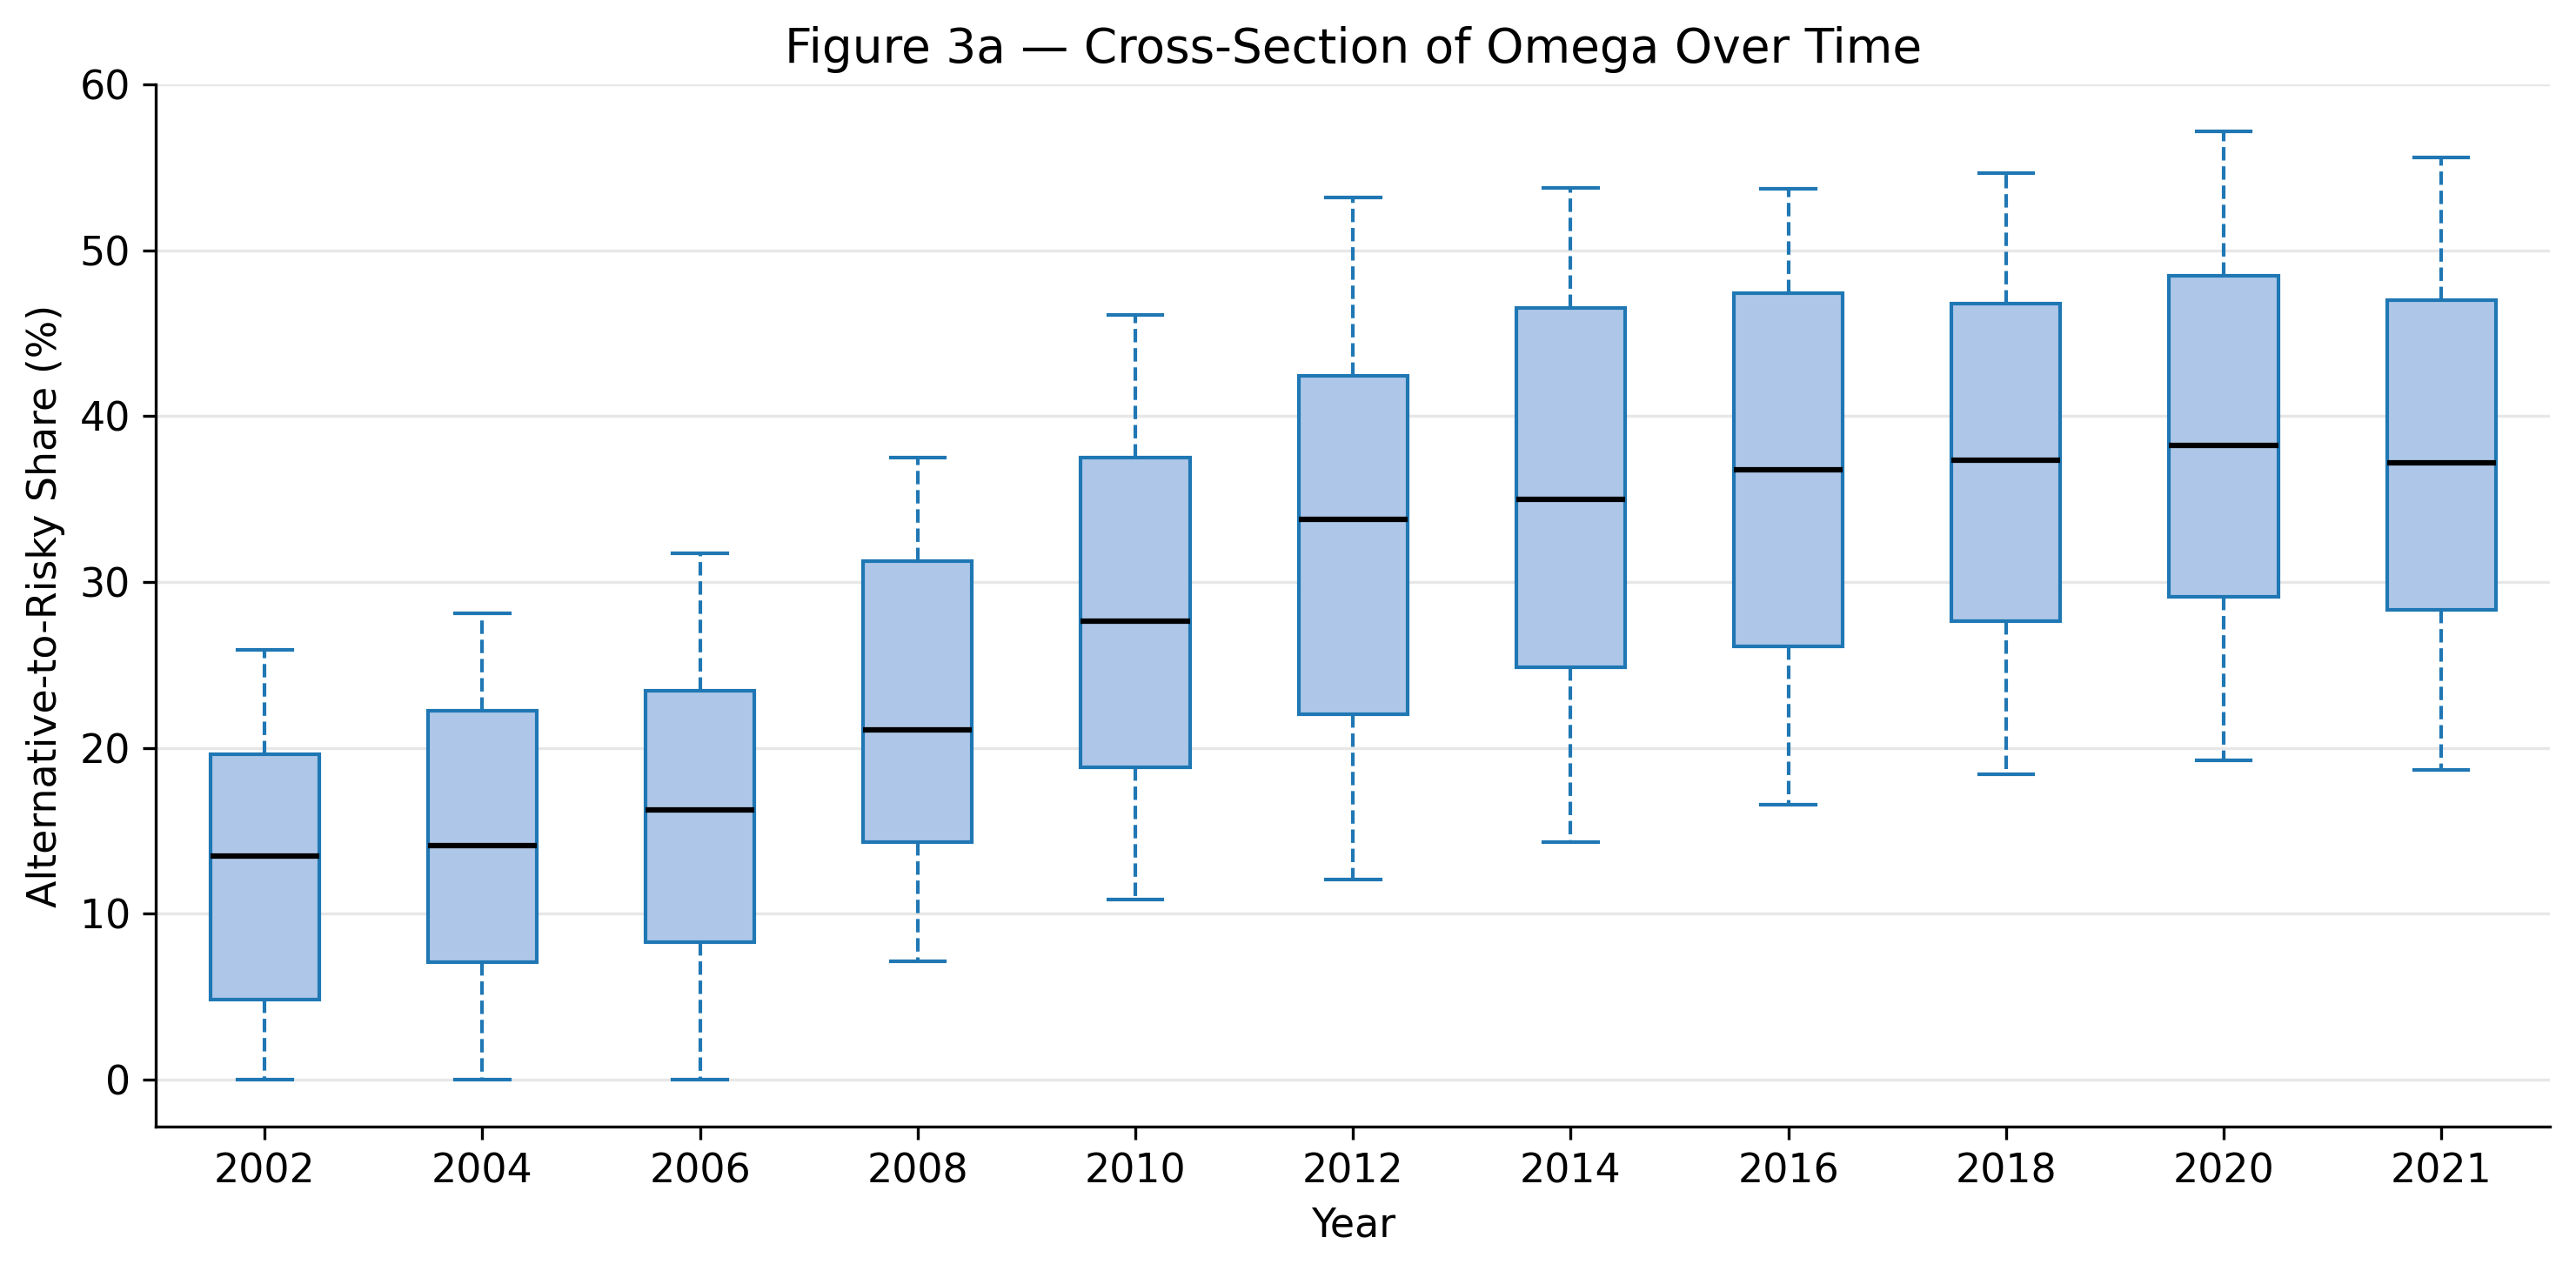 Figure 3a — Cross-Section of Omega Over Time
Alternative-to-Risky Share (%)
60
50
40
30
20
10
0
2002 2004 2006 2008 2010 2012 2014 2016 2018 2020 2021
Year